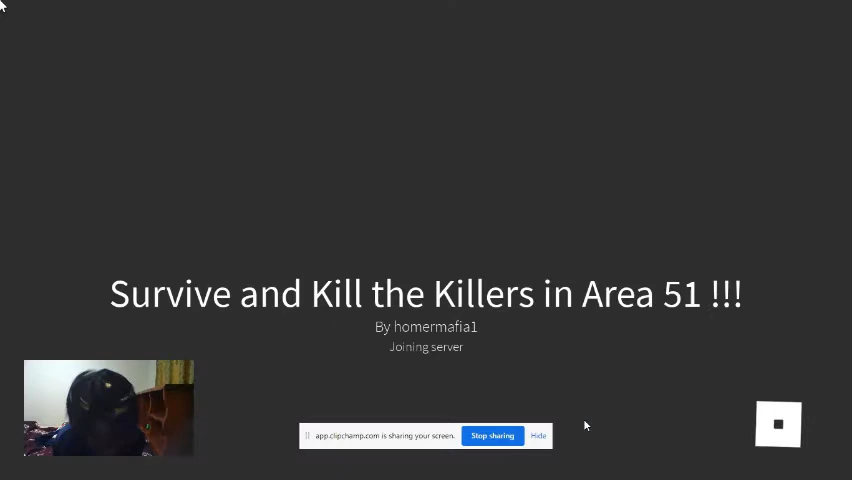 Survive and Kill the Killers in Area 51 !!!
By homermafia1
Joining server
app.clipchamp.com is sharing your screen.
Stop sharing
Hide